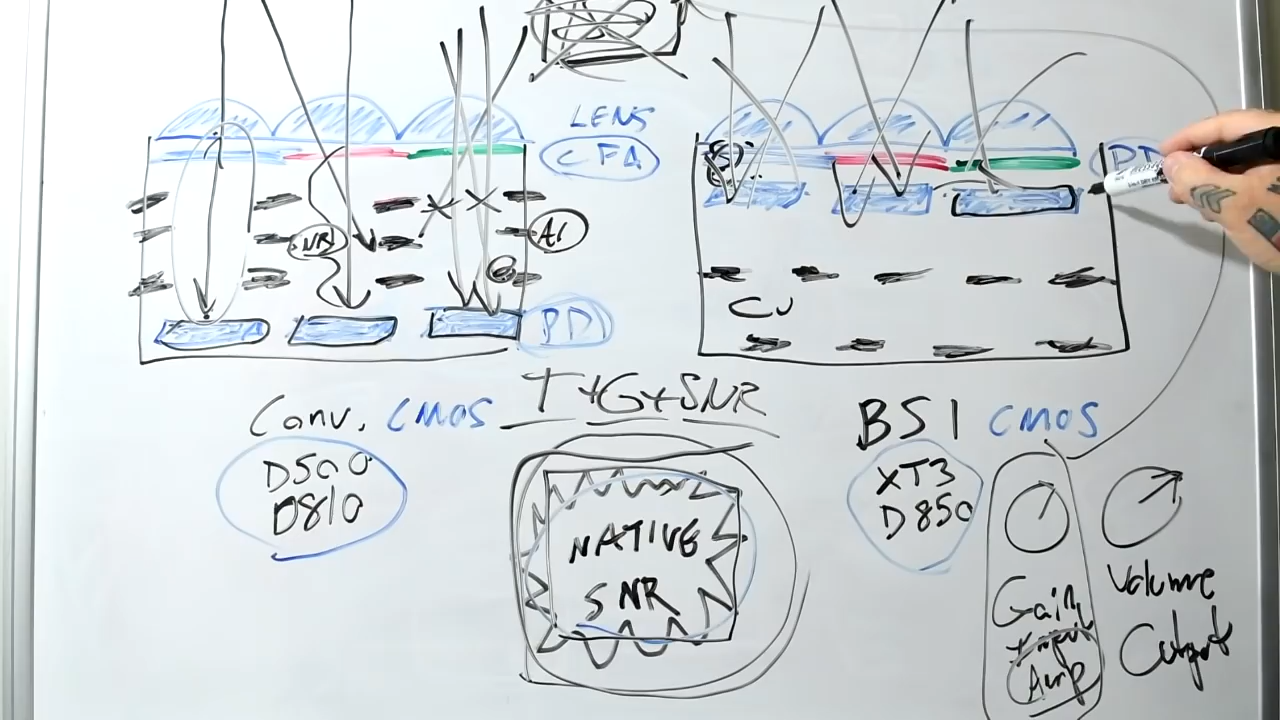 LENS
CFA
PD
NR
Al
PD
Cu
T+G+SNR
Conv. CMOS
D500
D810
BSI CMOS
XT3
D850
NATIVE
SNR
Gain
Input
Amp
Volume
Output